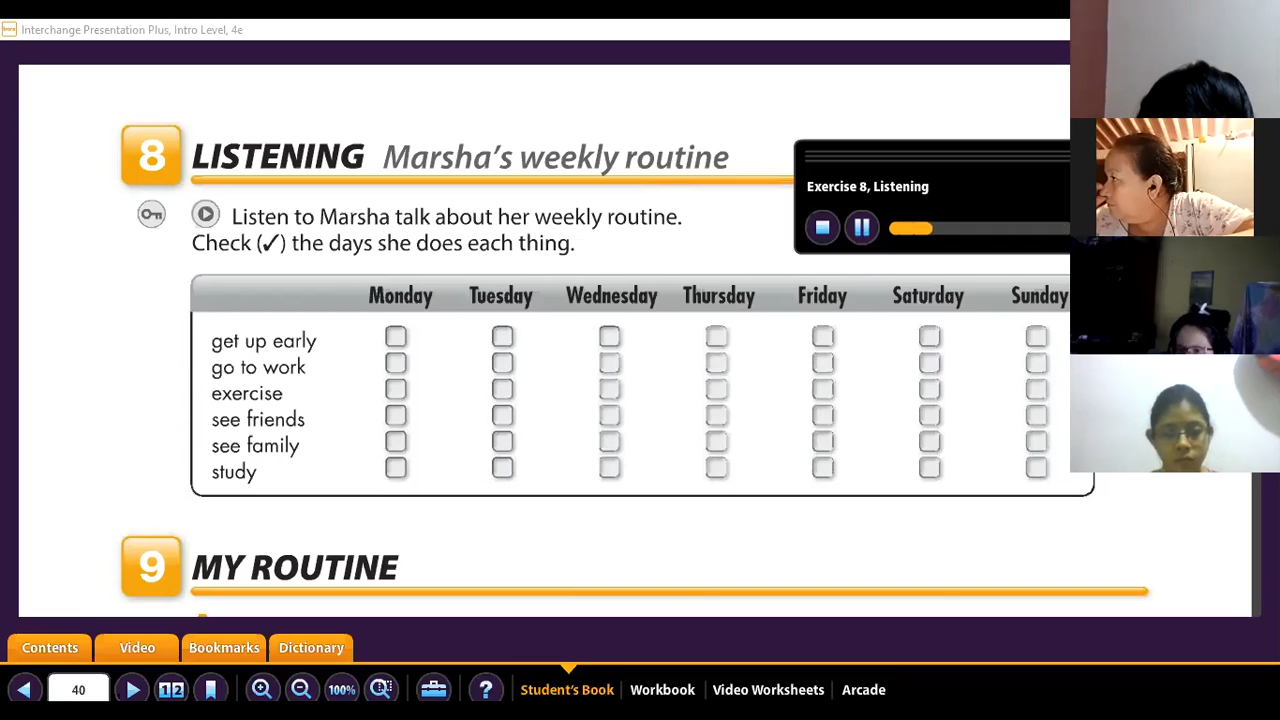 Interchange Presentation Plus, Intro Level, 4e
8 LISTENING Marsha's weekly routine
Exercise 8, Listening
Listen to Marsha talk about her weekly routine.
Check (✓) the days she does each thing.
Monday Tuesday Wednesday Thursday Friday Saturday Sunday
get up early
go to work
exercise
see friends
see family
study
9 MY ROUTINE
Contents Video Bookmarks Dictionary
40 12 100% ? Student's Book Workbook Video Worksheets Arcade